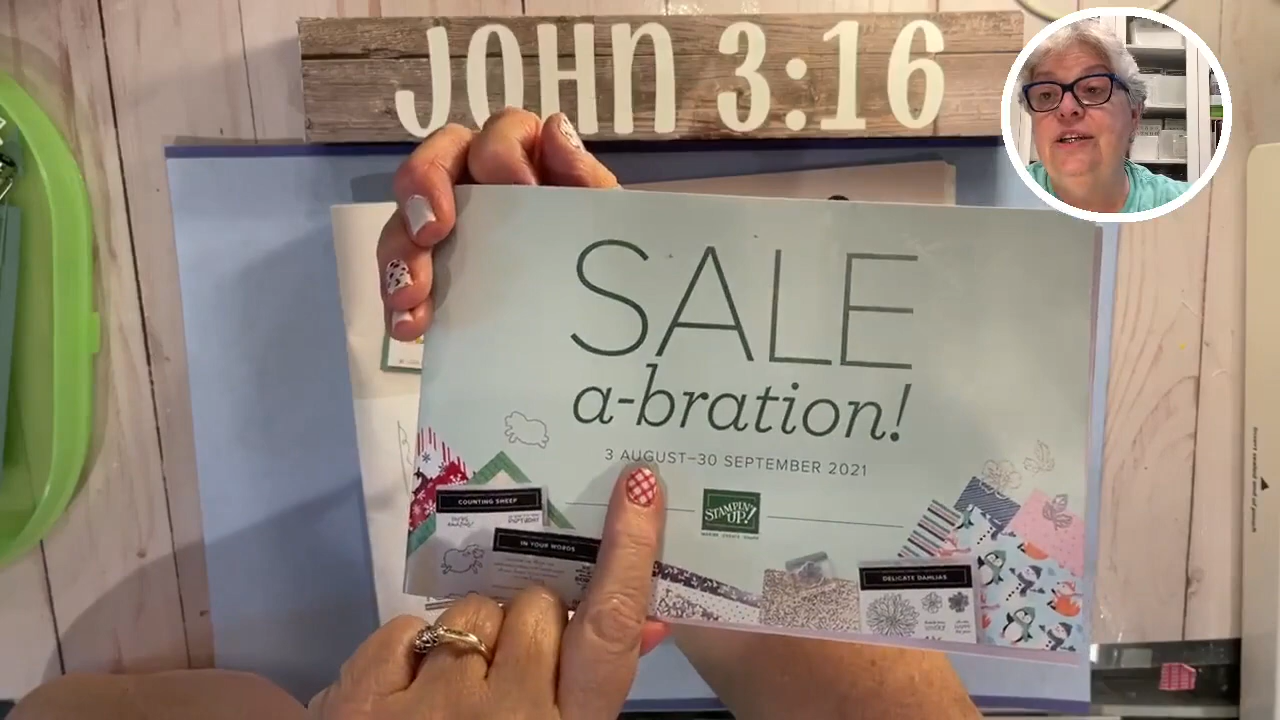 JOHN 3:16
SALE
a-bration!
3 AUGUST–30 SEPTEMBER 2021
STAMPIN' UP!
COUNTING SHEEP
IN YOUR WORDS
DELICATE DAHLIAS